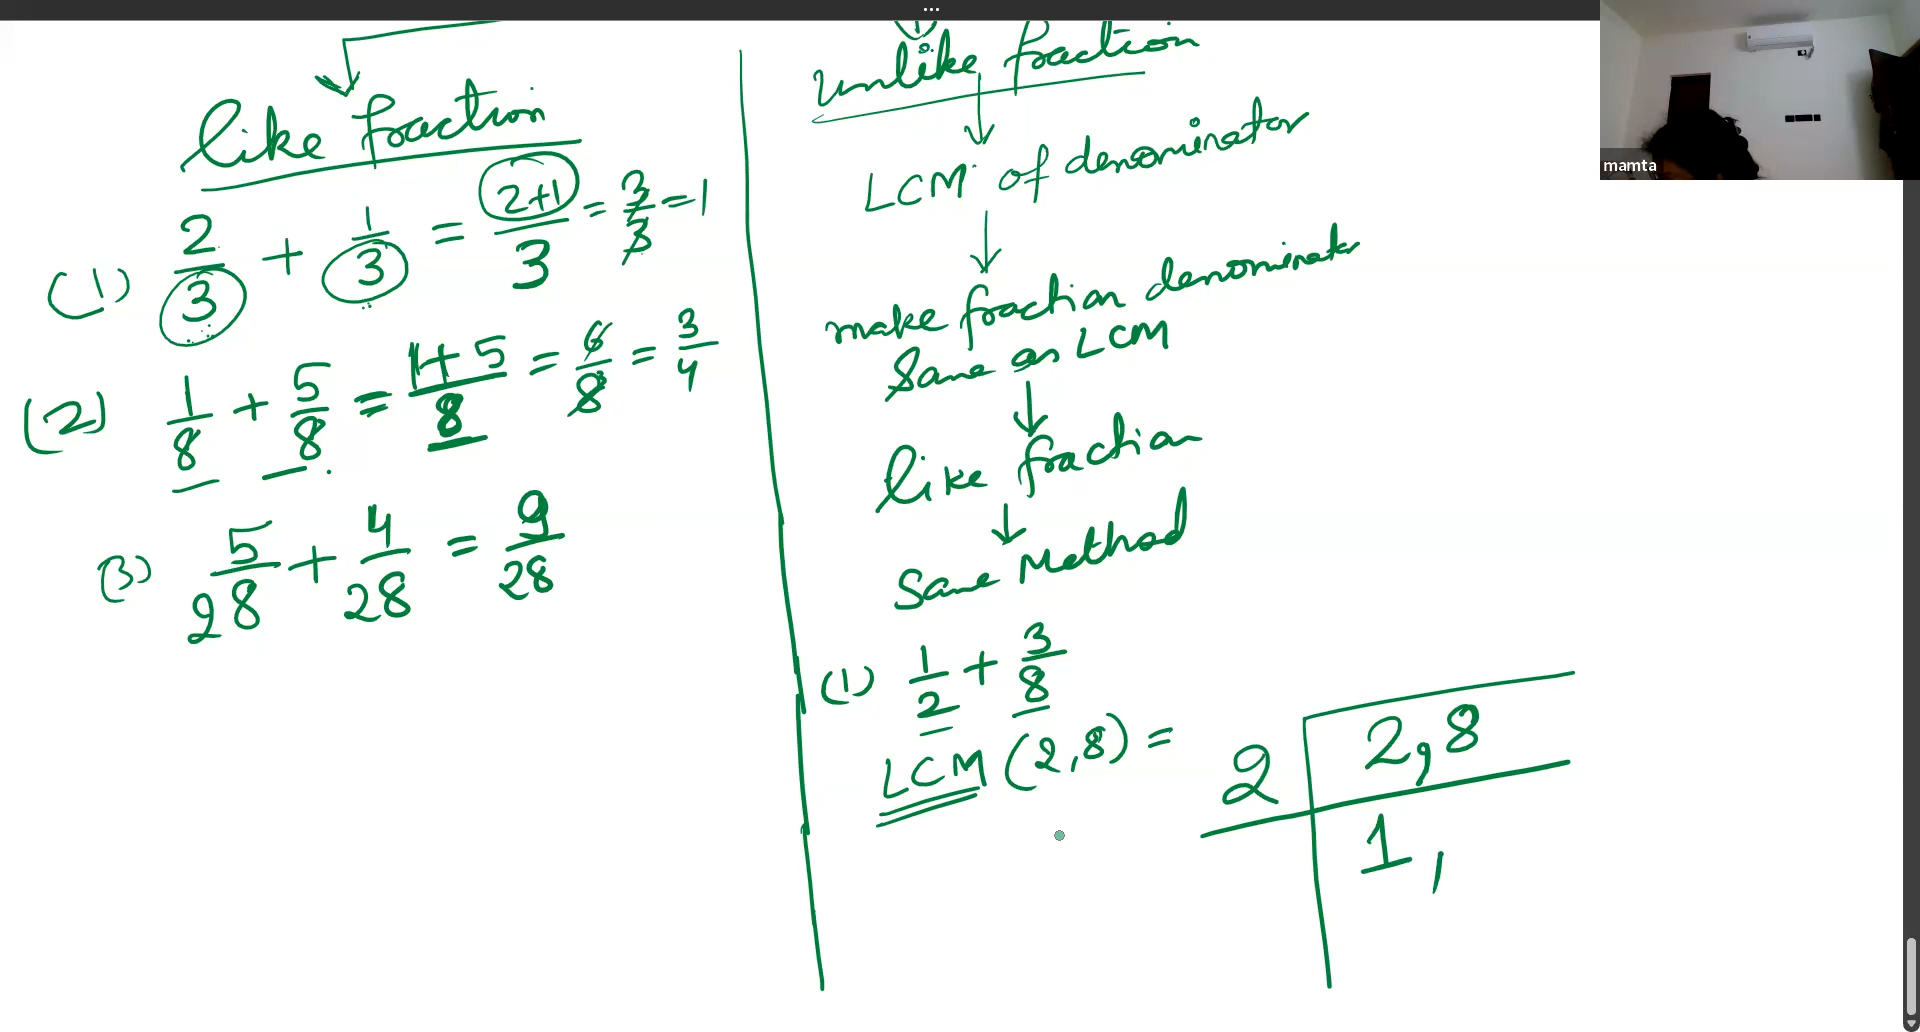 like fraction
(1) 2/3 + 1/3 = 2+1/3 = 3/3 = 1
(2) 1/8 + 5/8 = 1+5/8 = 6/8 = 3/4
(3) 5/28 + 4/28 = 9/28
unlike fraction
LCM of denominator
make fraction denominator
Same as LCM
like fraction
Same Method
(1) 1/2 + 3/8
LCM (2,8) =
2 2,8
1,
mamta